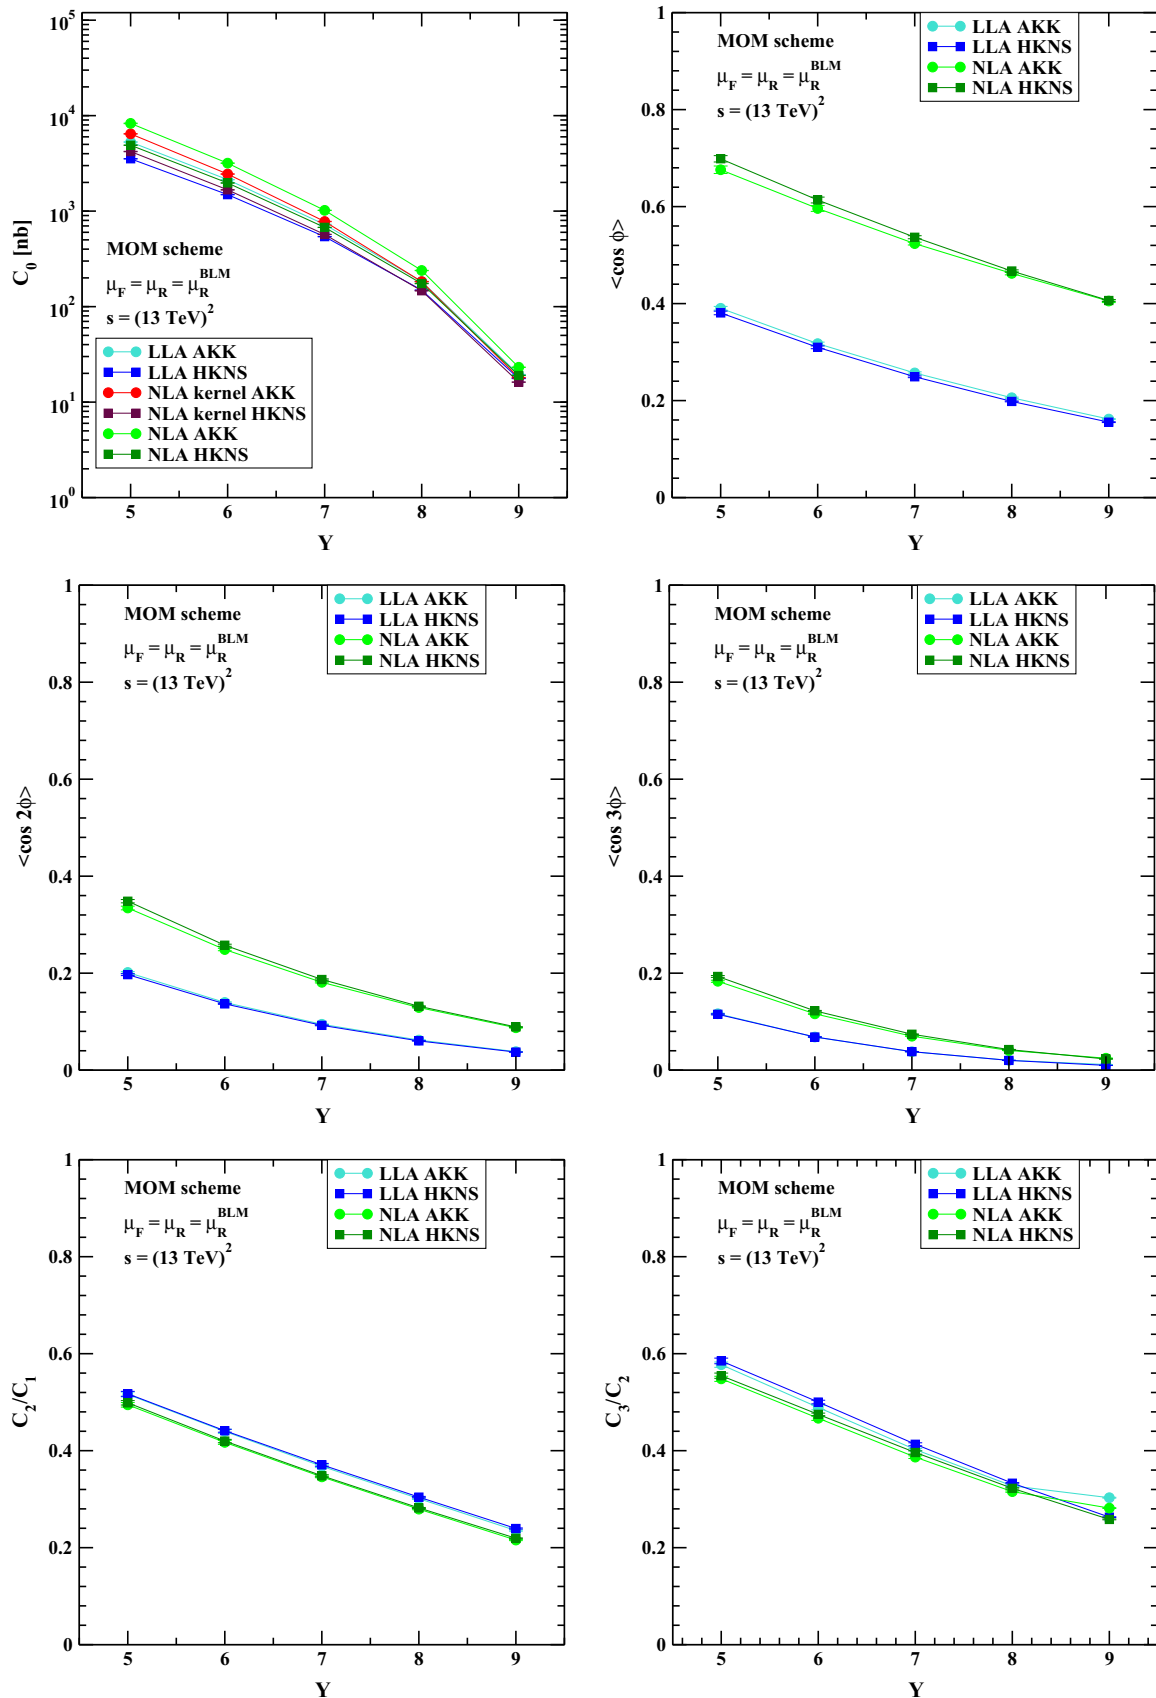 10^5
10^4
10^3
10^2
10^1
10^0
C_0 [nb]
MOM scheme
μ_F = μ_R = μ_R^BLM
s = (13 TeV)^2
LLA AKK
LLA HKNS
NLA kernel AKK
NLA kernel HKNS
NLA AKK
NLA HKNS
5 6 7 8 9
Y
1
0.8
0.6
0.4
0.2
0
<cos ϕ>
MOM scheme
μ_F = μ_R = μ_R^BLM
s = (13 TeV)^2
LLA AKK
LLA HKNS
NLA AKK
NLA HKNS
5 6 7 8 9
Y
1
0.8
0.6
0.4
0.2
0
<cos 2ϕ>
MOM scheme
μ_F = μ_R = μ_R^BLM
s = (13 TeV)^2
LLA AKK
LLA HKNS
NLA AKK
NLA HKNS
5 6 7 8 9
Y
1
0.8
0.6
0.4
0.2
0
<cos 3ϕ>
MOM scheme
μ_F = μ_R = μ_R^BLM
s = (13 TeV)^2
LLA AKK
LLA HKNS
NLA AKK
NLA HKNS
5 6 7 8 9
Y
1
0.8
0.6
0.4
0.2
0
C_2/C_1
MOM scheme
μ_F = μ_R = μ_R^BLM
s = (13 TeV)^2
LLA AKK
LLA HKNS
NLA AKK
NLA HKNS
5 6 7 8 9
Y
1
0.8
0.6
0.4
0.2
0
C_3/C_2
MOM scheme
μ_F = μ_R = μ_R^BLM
s = (13 TeV)^2
LLA AKK
LLA HKNS
NLA AKK
NLA HKNS
5 6 7 8 9
Y